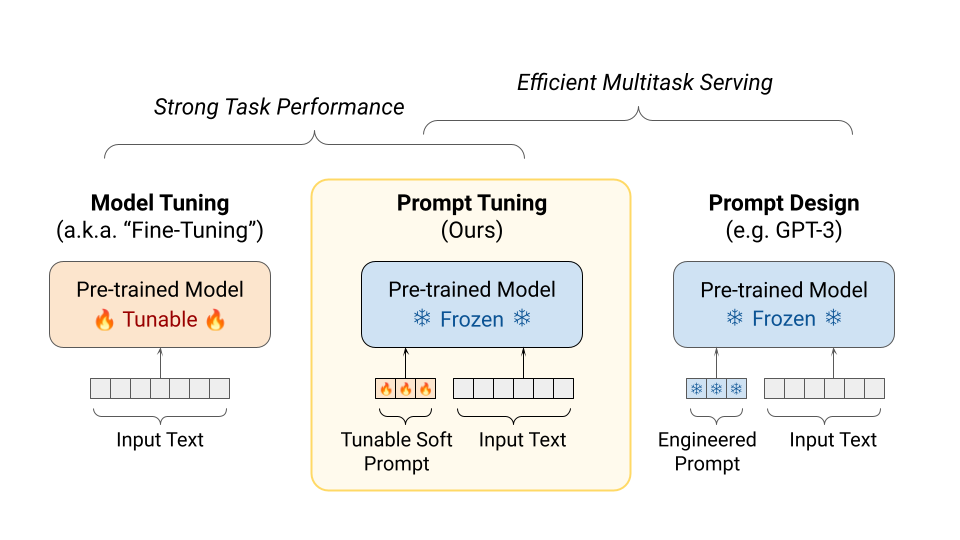 Efficient Multitask Serving
Strong Task Performance
Model Tuning
(a.k.a. “Fine-Tuning”)
Pre-trained Model
Tunable
Input Text
Prompt Tuning
(Ours)
Pre-trained Model
Frozen
Tunable Soft
Prompt
Input Text
Prompt Design
(e.g. GPT-3)
Pre-trained Model
Frozen
Engineered
Prompt
Input Text